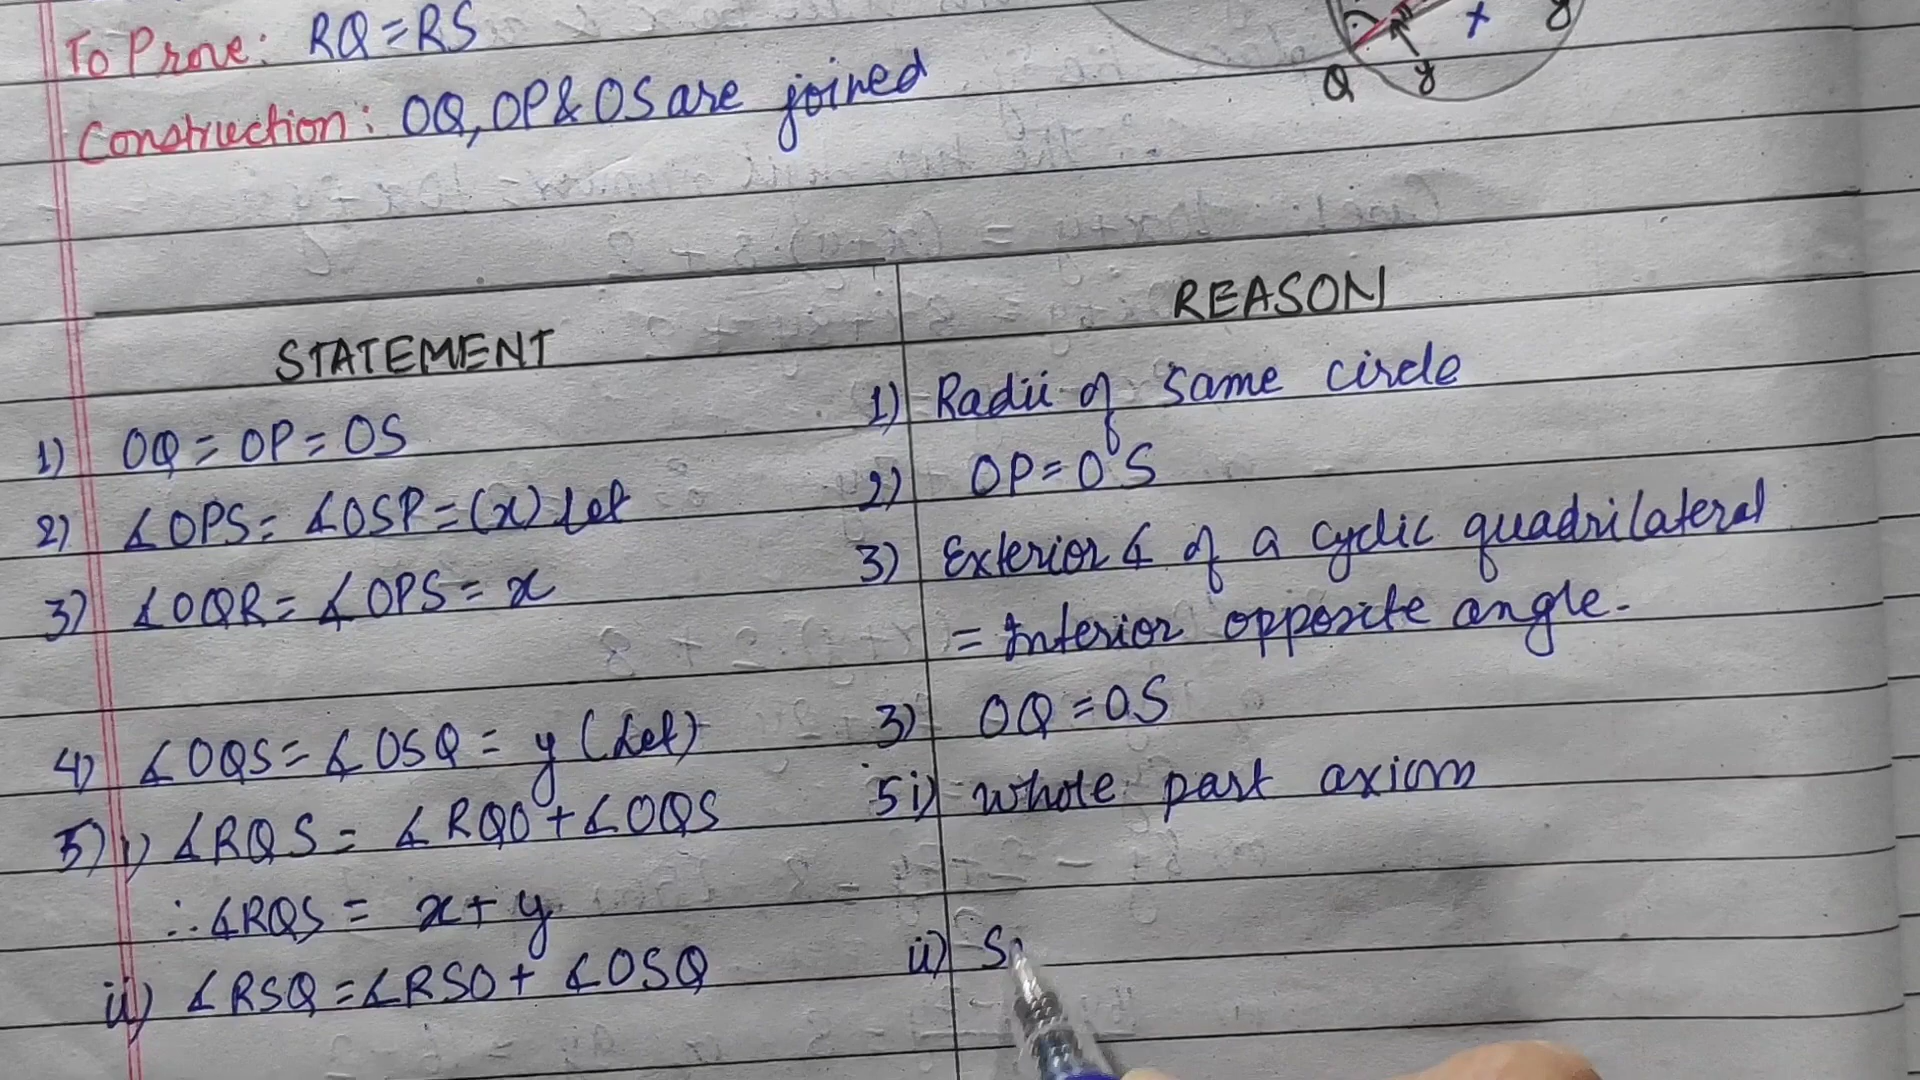 To Prove: RQ=RS
Construction: OQ, OP & OS are joined
x y
Q y
STATEMENT REASON
1) OQ = OP = OS 1) Radii of same circle
2) ∡OPS = ∡OSP = (x) Let 2) OP = OS
3) ∡OQR = ∡OPS = x 3) Exterior ∡ of a cyclic quadrilateral
= Interior opposite angle.
4) ∡OQS = ∡OSQ = y (Let) 3) OQ = OS
5) i) ∡RQS = ∡RQO + ∡OQS 5i) whole part axiom
∴ ∡RQS = x + y
ii) ∡RSQ = ∡RSO + ∡OSQ ii) S